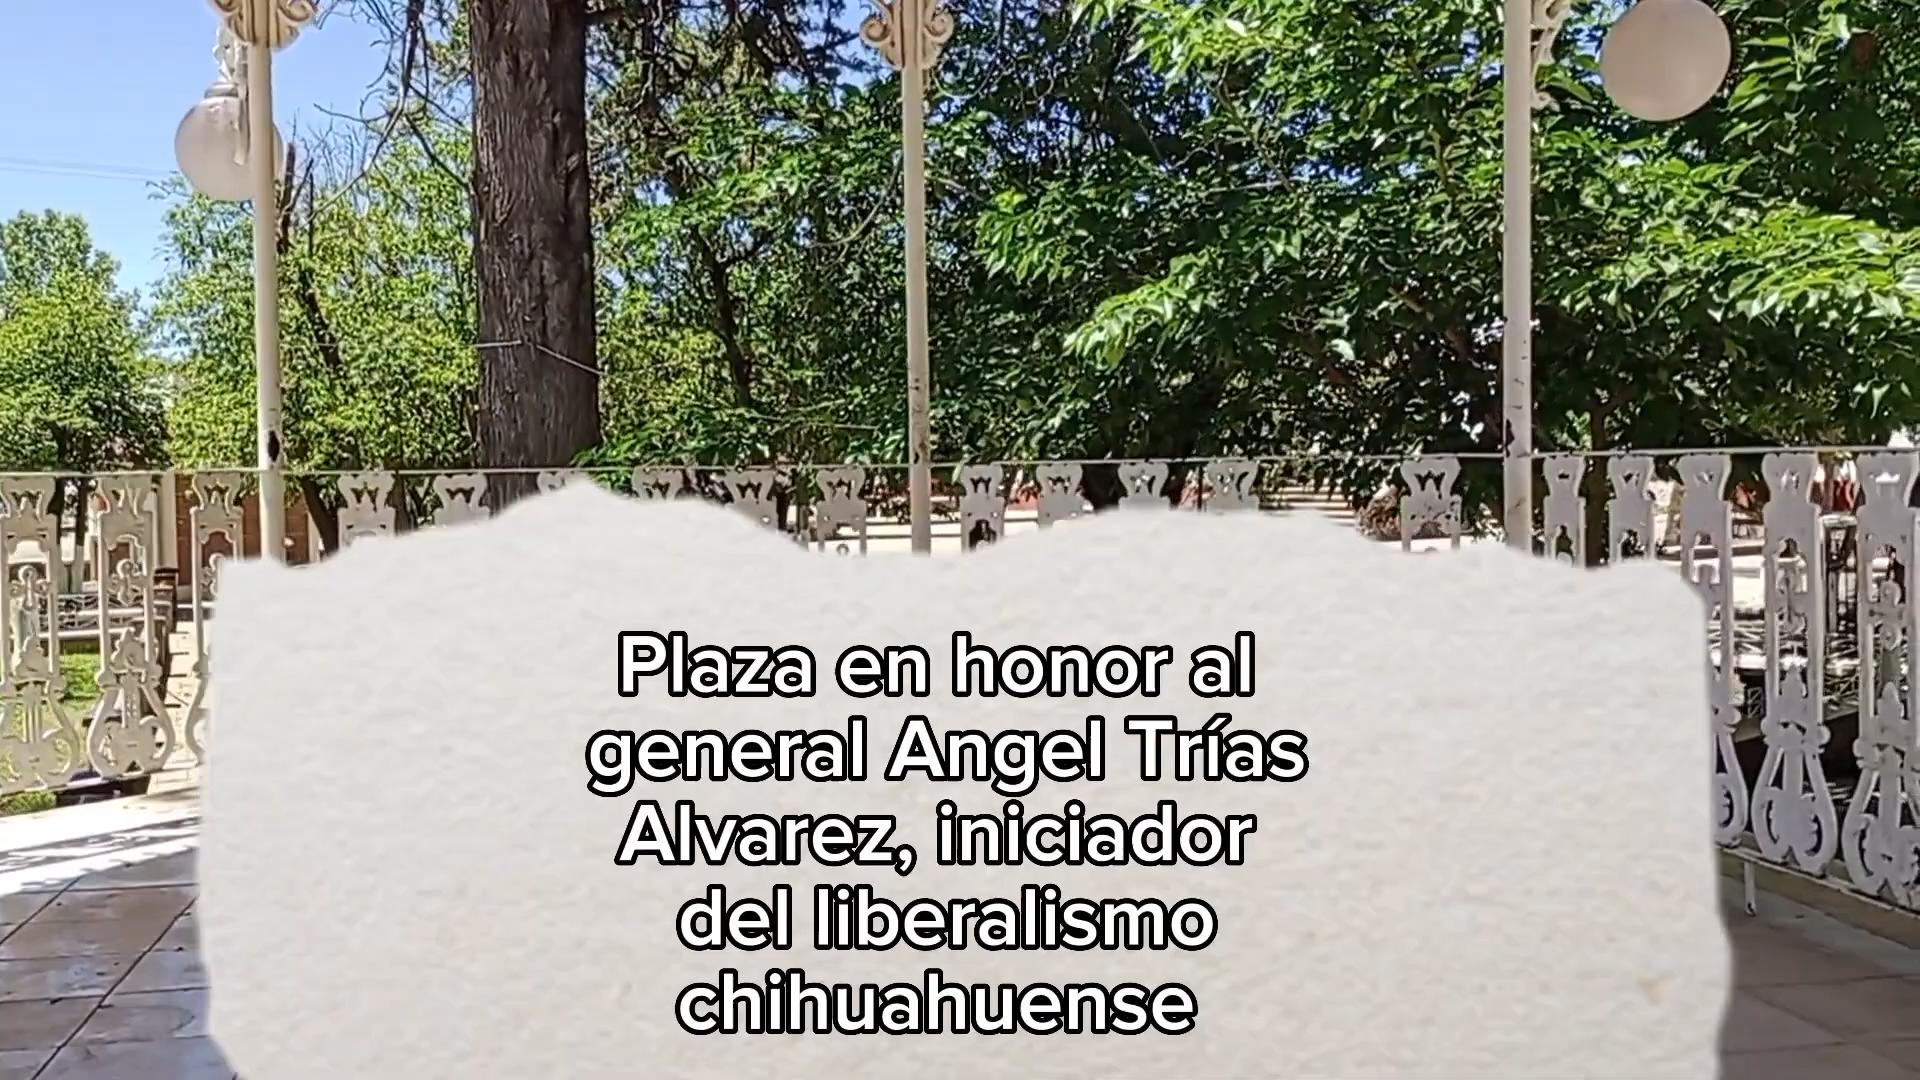 Plaza en honor al
general Angel Trías
Alvarez, iniciador
del liberalismo
chihuahuense